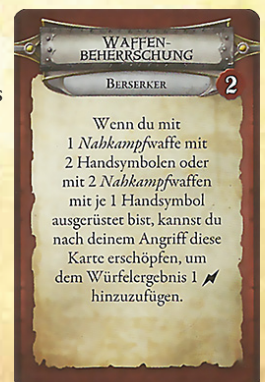 WAFFEN-
BEHERRSCHUNG
BERSERKER
2
s
Wenn du mit
1 Nahkampfwaffe mit
2 Handsymbolen oder
mit 2 Nahkampfwaffen
mit je 1 Handsymbol
ausgerüstet bist, kannst du
nach deinem Angriff diese
Karte erschöpfen, um
dem Würfelergebnis 1
hinzuzufügen.